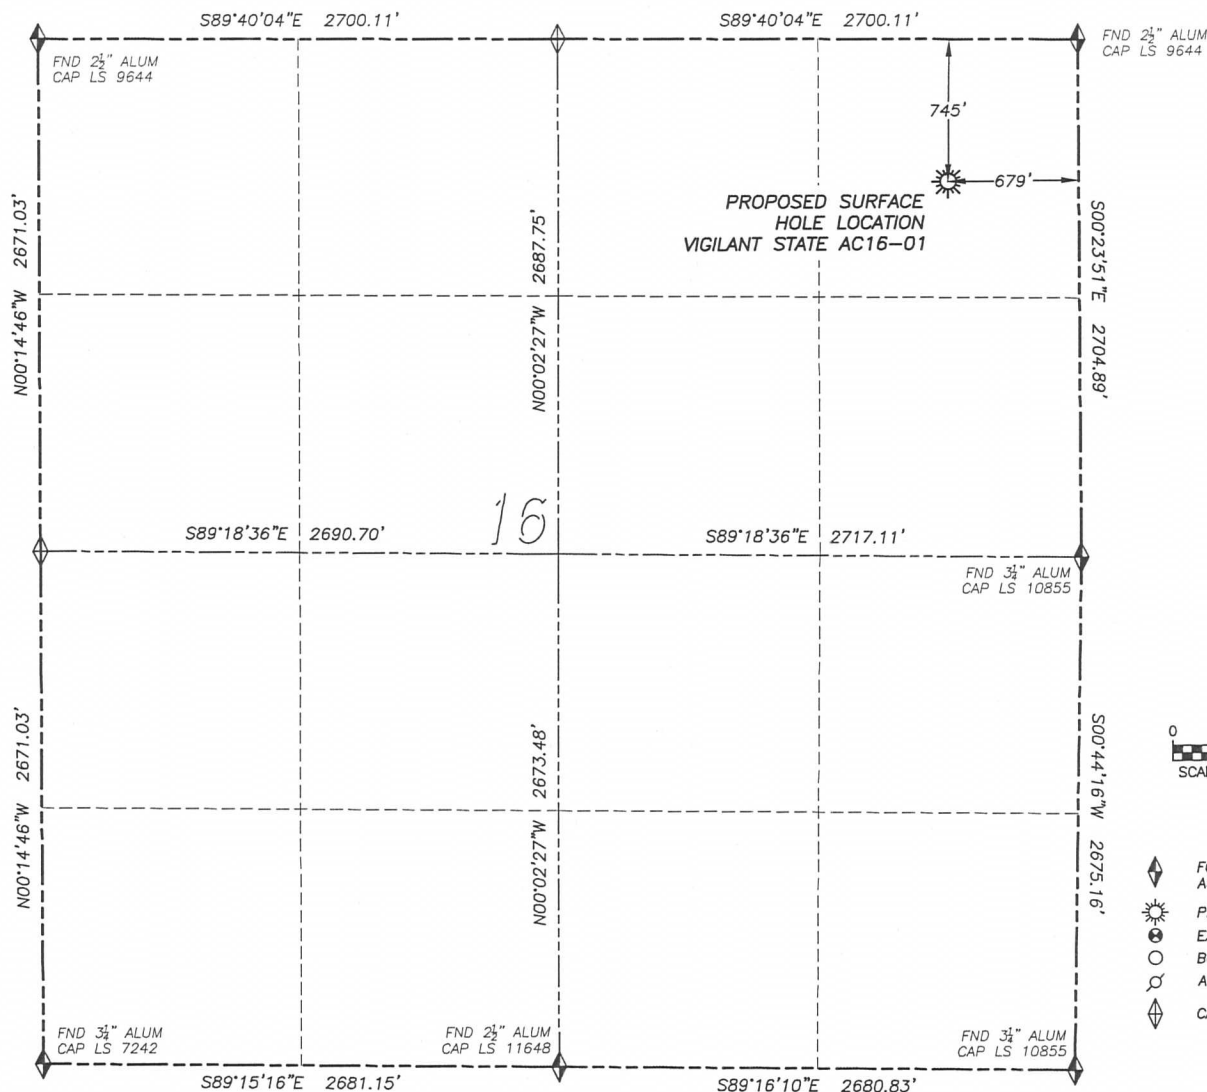 S89°40'04"E 2700.11'
S89°40'04"E 2700.11'
FND 2½" ALUM
CAP LS 9644
FND 2½" ALUM
CAP LS 9644
745'
679'
PROPOSED SURFACE
HOLE LOCATION
VIGILANT STATE AC16-01
N00°14'46"W 2671.03'
N00°02'27"W 2687.75'
S00°23'51"E 2704.89'
16
S89°18'36"E 2690.70'
S89°18'36"E 2717.11'
FND 3¼" ALUM
CAP LS 10855
N00°14'46"W 2671.03'
N00°02'27"W 2673.48'
S00°44'16"W 2675.16'
0
FND 3¼" ALUM
CAP LS 7242
FND 2½" ALUM
CAP LS 11648
FND 3¼" ALUM
CAP LS 10855
S89°15'16"E 2681.15'
S89°16'10"E 2680.83'